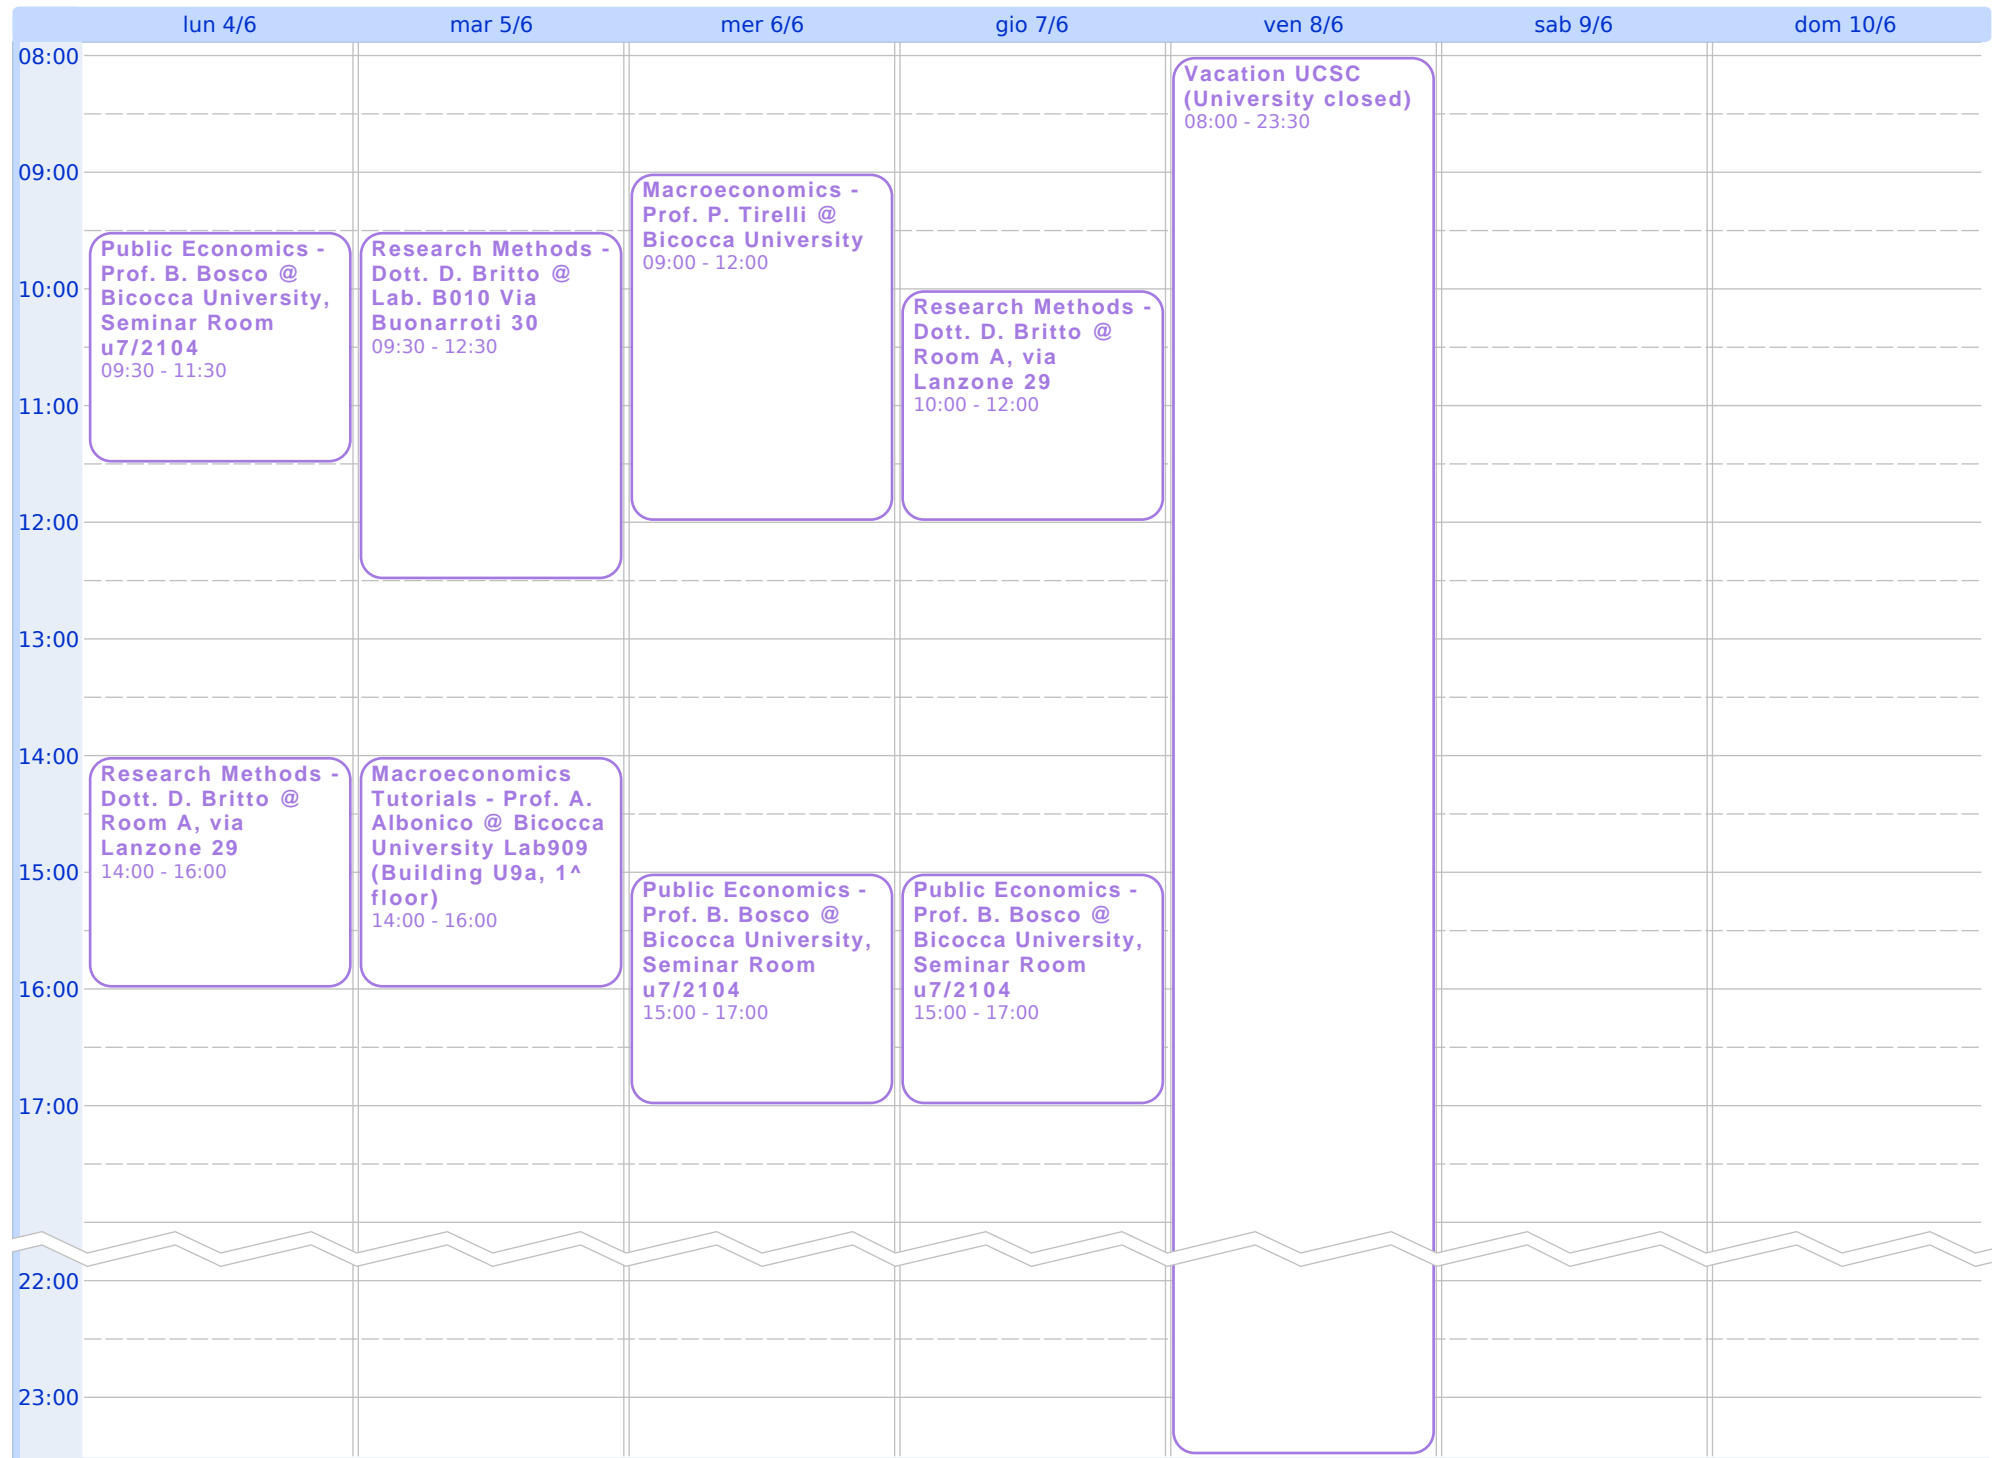 lun 4/6
mar 5/6
mer 6/6
gio 7/6
ven 8/6
sab 9/6
dom 10/6
08:00
09:00
10:00
11:00
12:00
13:00
14:00
15:00
16:00
17:00
22:00
23:00
Public Economics -
Prof. B. Bosco @
Bicocca University,
Seminar Room
u7/2104
09:30 - 11:30
Research Methods -
Dott. D. Britto @
Room A, via
Lanzone 29
14:00 - 16:00
Research Methods -
Dott. D. Britto @
Lab. B010 Via
Buonarroti 30
09:30 - 12:30
Macroeconomics
Tutorials - Prof. A.
Albonico @ Bicocca
University Lab909
(Building U9a, 1^
floor)
14:00 - 16:00
Macroeconomics -
Prof. P. Tirelli @
Bicocca University
09:00 - 12:00
Public Economics -
Prof. B. Bosco @
Bicocca University,
Seminar Room
u7/2104
15:00 - 17:00
Research Methods -
Dott. D. Britto @
Room A, via
Lanzone 29
10:00 - 12:00
Public Economics -
Prof. B. Bosco @
Bicocca University,
Seminar Room
u7/2104
15:00 - 17:00
Vacation UCSC
(University closed)
08:00 - 23:30